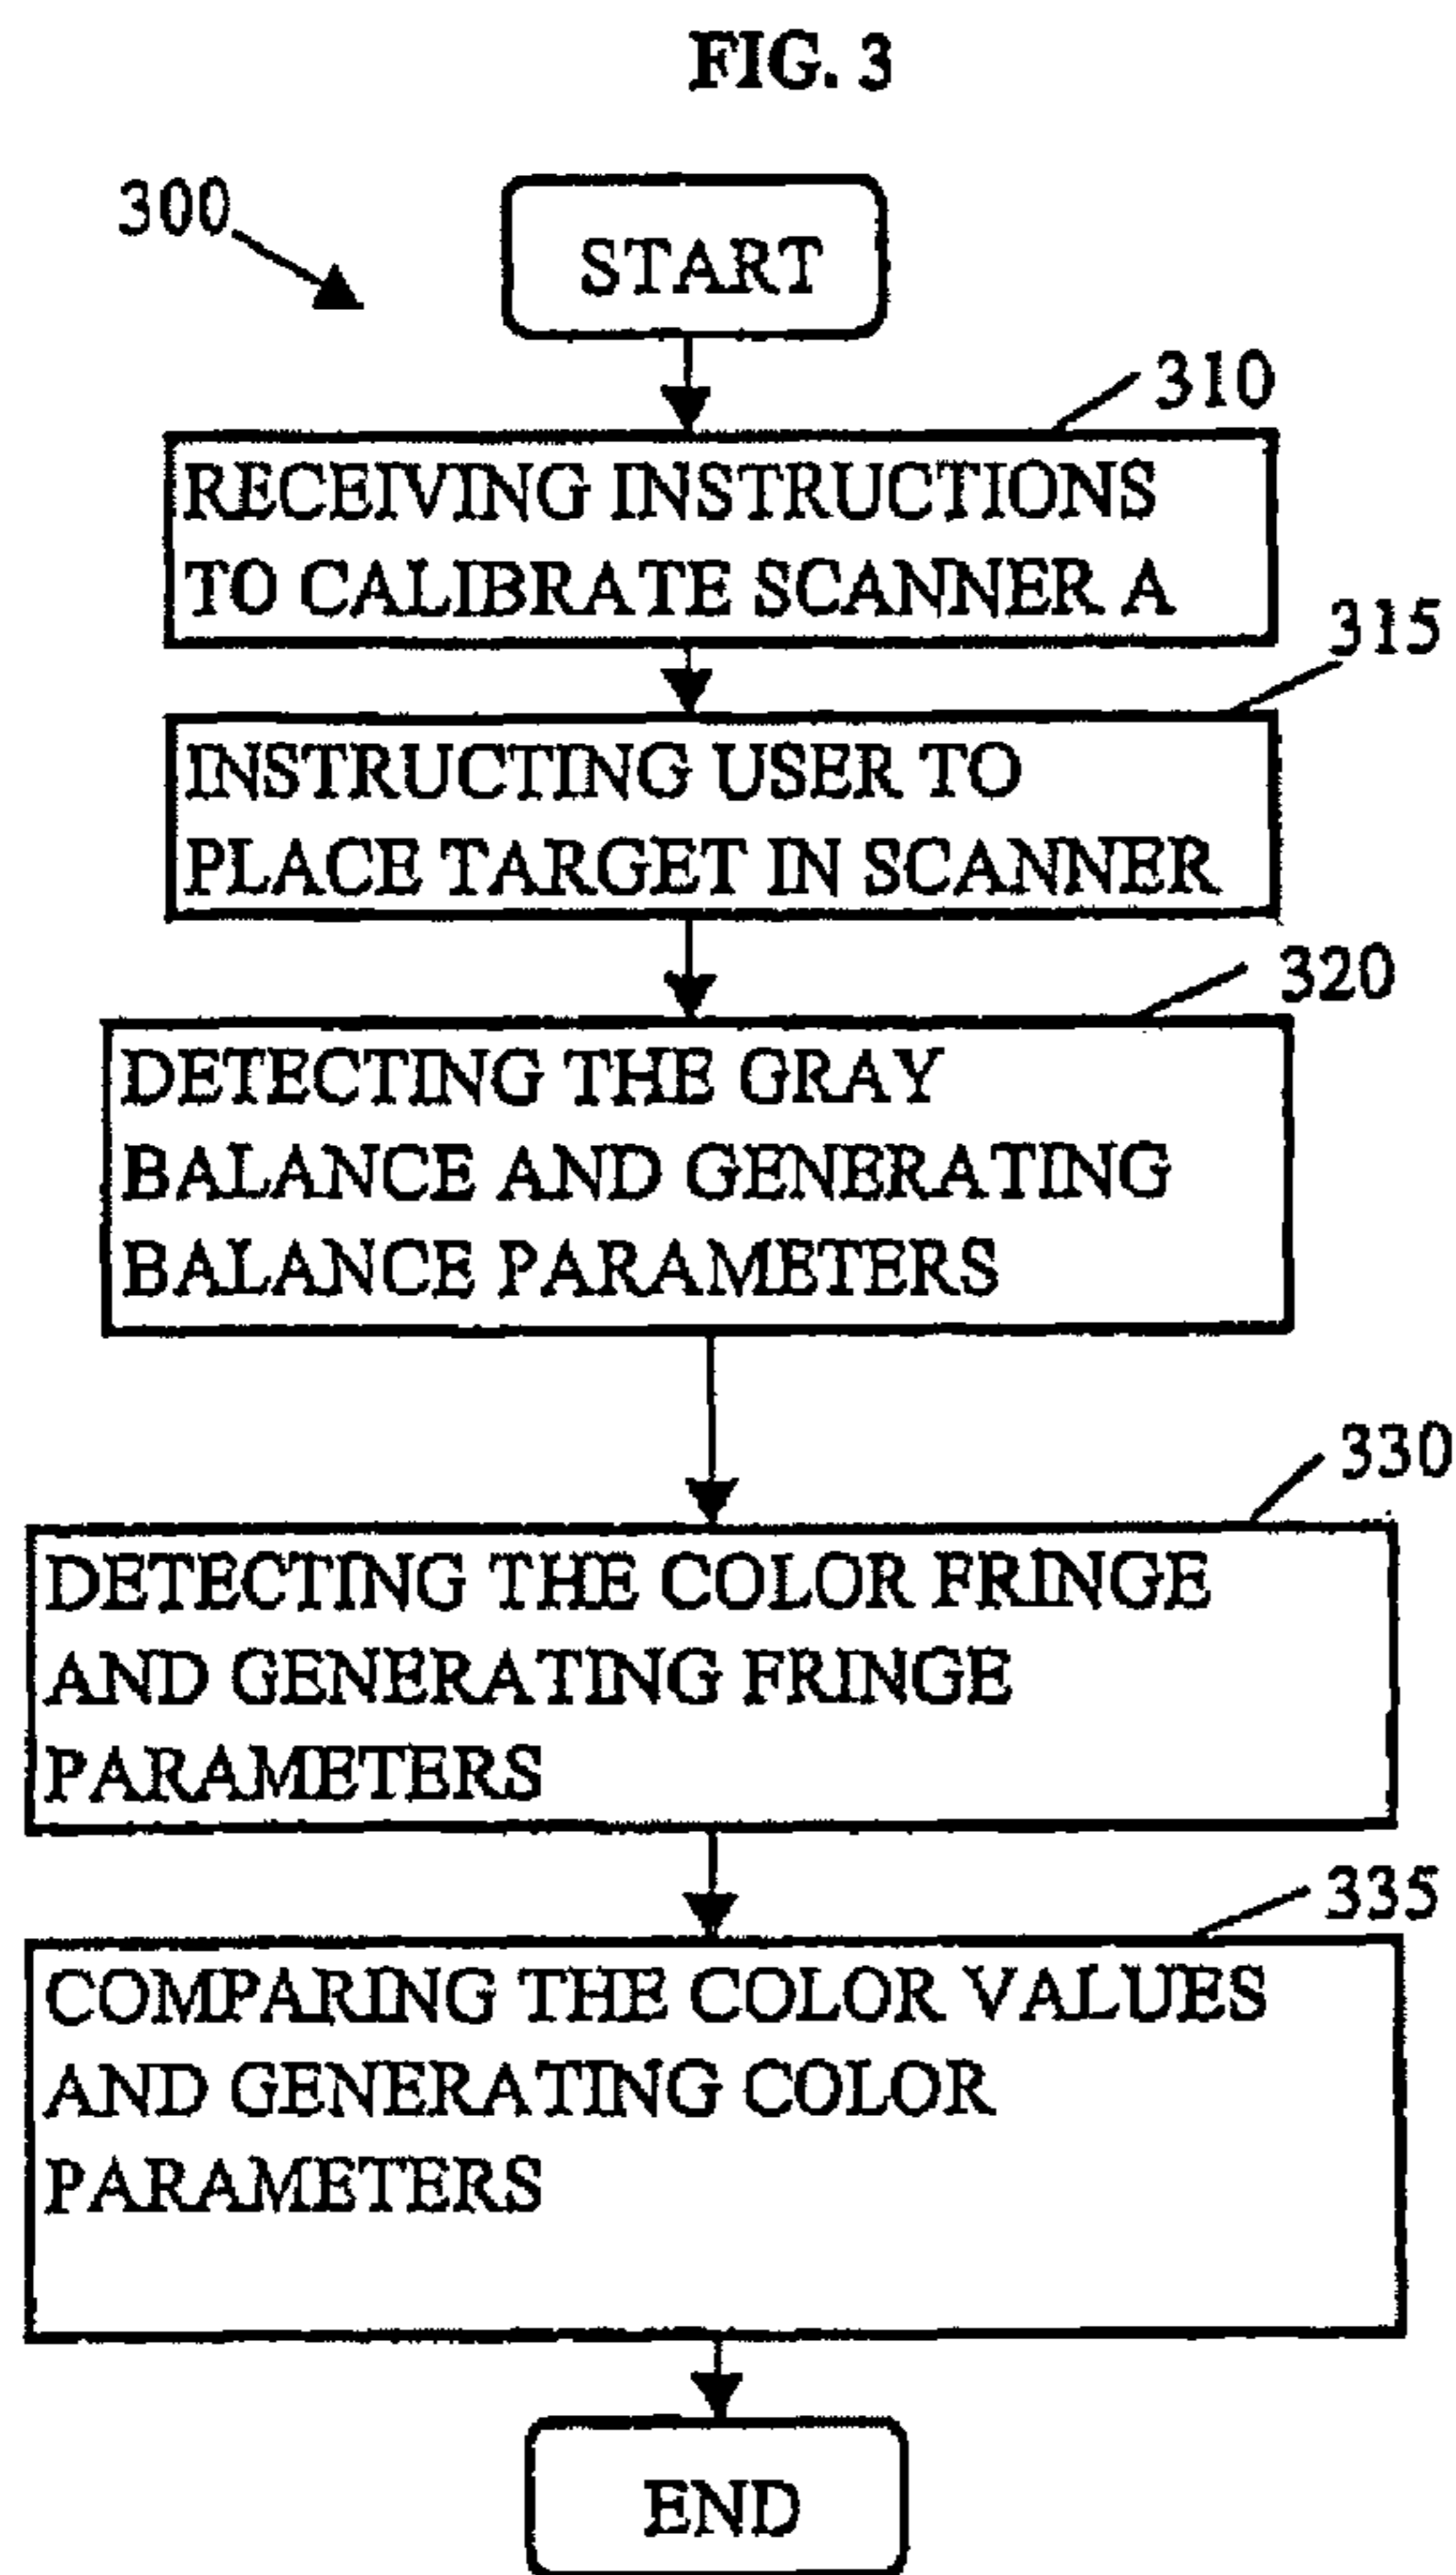 FIG. 3
300
START
310
RECEIVING INSTRUCTIONS
TO CALIBRATE SCANNER A
315
INSTRUCTING USER TO
PLACE TARGET IN SCANNER
320
DETECTING THE GRAY
BALANCE AND GENERATING
BALANCE PARAMETERS
330
DETECTING THE COLOR FRINGE
AND GENERATING FRINGE
PARAMETERS
335
COMPARING THE COLOR VALUES
AND GENERATING COLOR
PARAMETERS
END